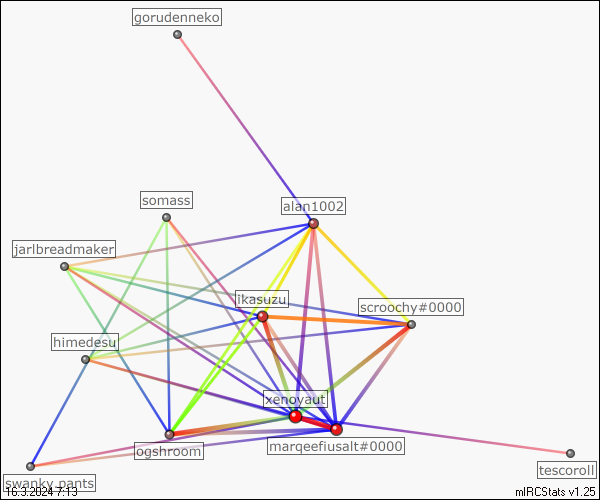 gorudenneko
somass
alan1002
jarlbreadmaker
ikasuzu
scroochy#0000
himedesu
xenoyaut
ogshroom
marqeefiusalt#0000
swanky pants
tescoroll
16.3.2024 7:13
mIRCStats v1.25